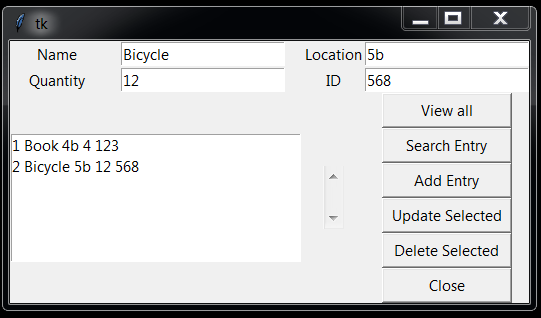 tk
Name Bicycle Location 5b
Quantity 12 ID 568
View all
1 Book 4b 4 123
2 Bicycle 5b 12 568
Search Entry
Add Entry
Update Selected
Delete Selected
Close